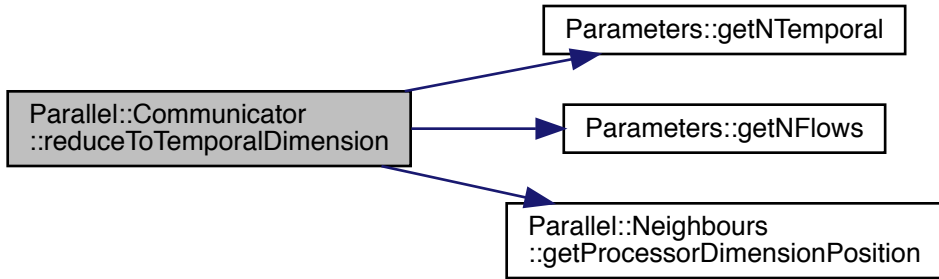 Parameters::getNTemporal
Parallel::Communicator
::reduceToTemporalDimension
Parameters::getNFlows
Parallel::Neighbours
::getProcessorDimensionPosition